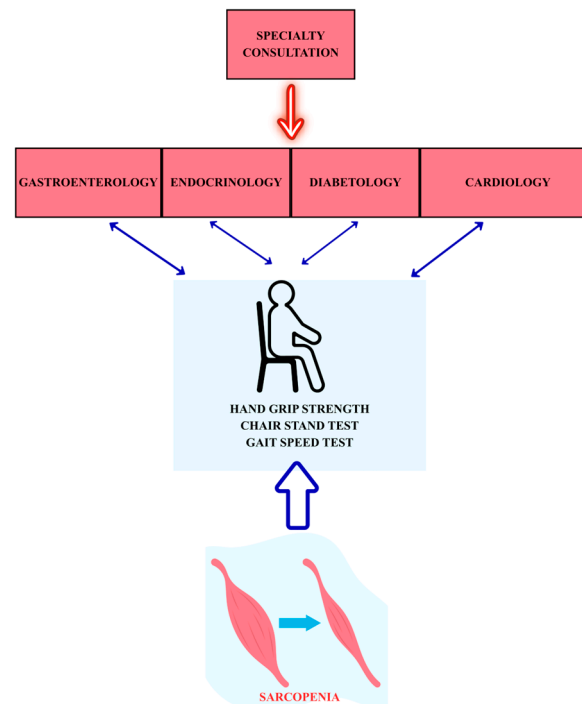 SPECIALTY
CONSULTATION
GASTROENTEROLOGY
ENDOCRINOLOGY
DIABETOLOGY
CARDIOLOGY
HAND GRIP STRENGTH
CHAIR STAND TEST
GAIT SPEED TEST
SARCOPENIA